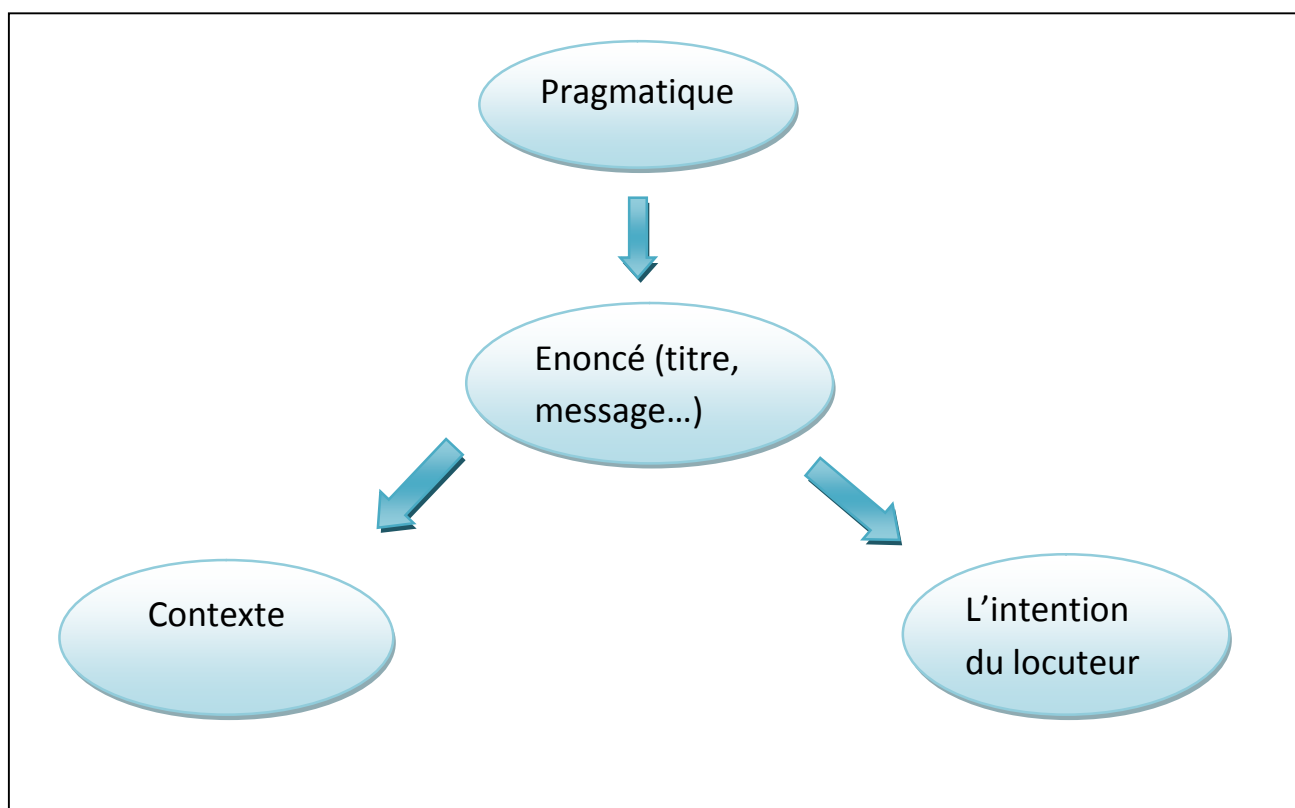 Pragmatique
Enoncé (titre,
message…)
Contexte
L’intention
du locuteur